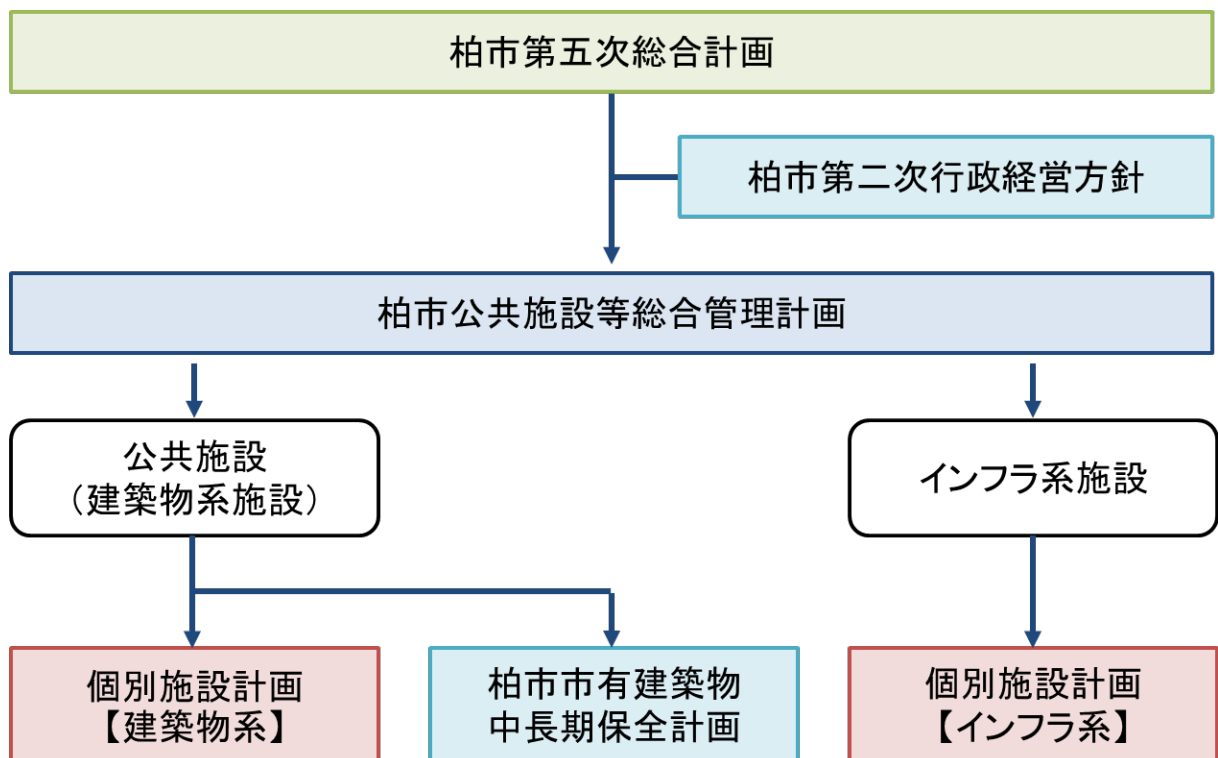 柏市第五次総合計画
柏市第二次行政経営方針
柏市公共施設等総合管理計画
公共施設
（建築物系施設）
インフラ系施設
個別施設計画
【建築物系】
柏市市有建築物
中長期保全計画
個別施設計画
【インフラ系】